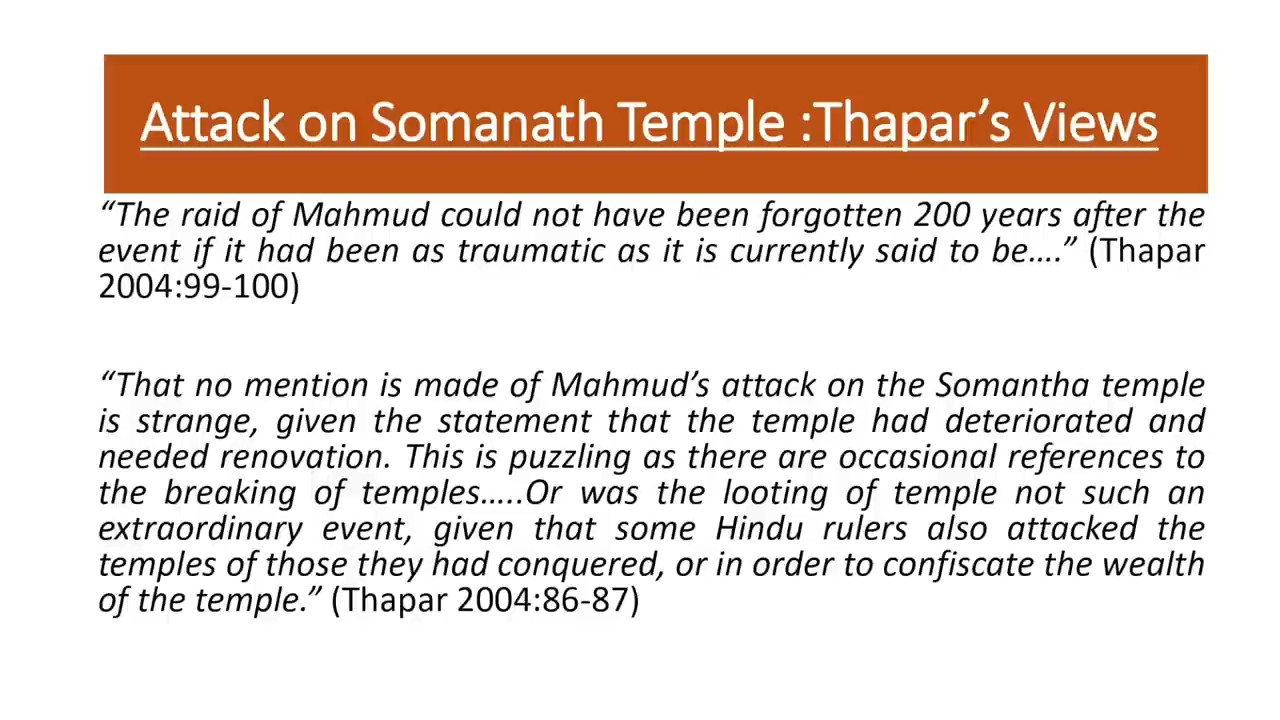 Attack on Somanath Temple :Thapar’s Views
“The raid of Mahmud could not have been forgotten 200 years after the
event if it had been as traumatic as it is currently said to be….” (Thapar
2004:99-100)
“That no mention is made of Mahmud’s attack on the Somantha temple
is strange, given the statement that the temple had deteriorated and
needed renovation. This is puzzling as there are occasional references to
the breaking of temples…..Or was the looting of temple not such an
extraordinary event, given that some Hindu rulers also attacked the
temples of those they had conquered, or in order to confiscate the wealth
of the temple.” (Thapar 2004:86-87)